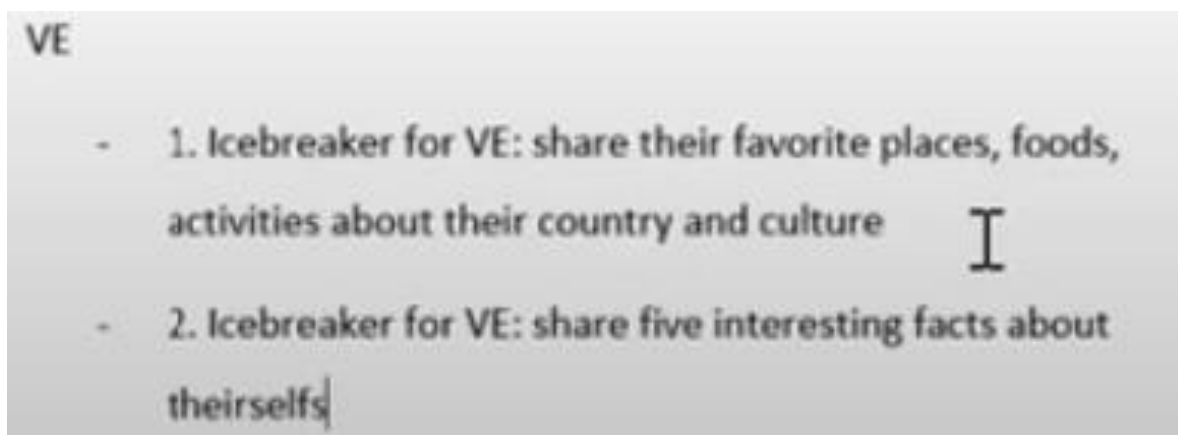 VE
- 1. Icebreaker for VE: share their favorite places, foods,
activities about their country and culture
- 2. Icebreaker for VE: share five interesting facts about
theirselfs